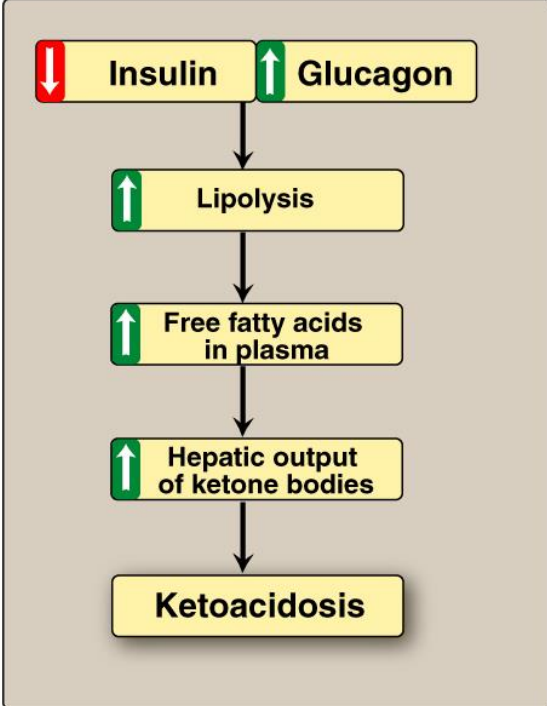 Insulin Glucagon
Lipolysis
Free fatty acids
in plasma
Hepatic output
of ketone bodies
Ketoacidosis